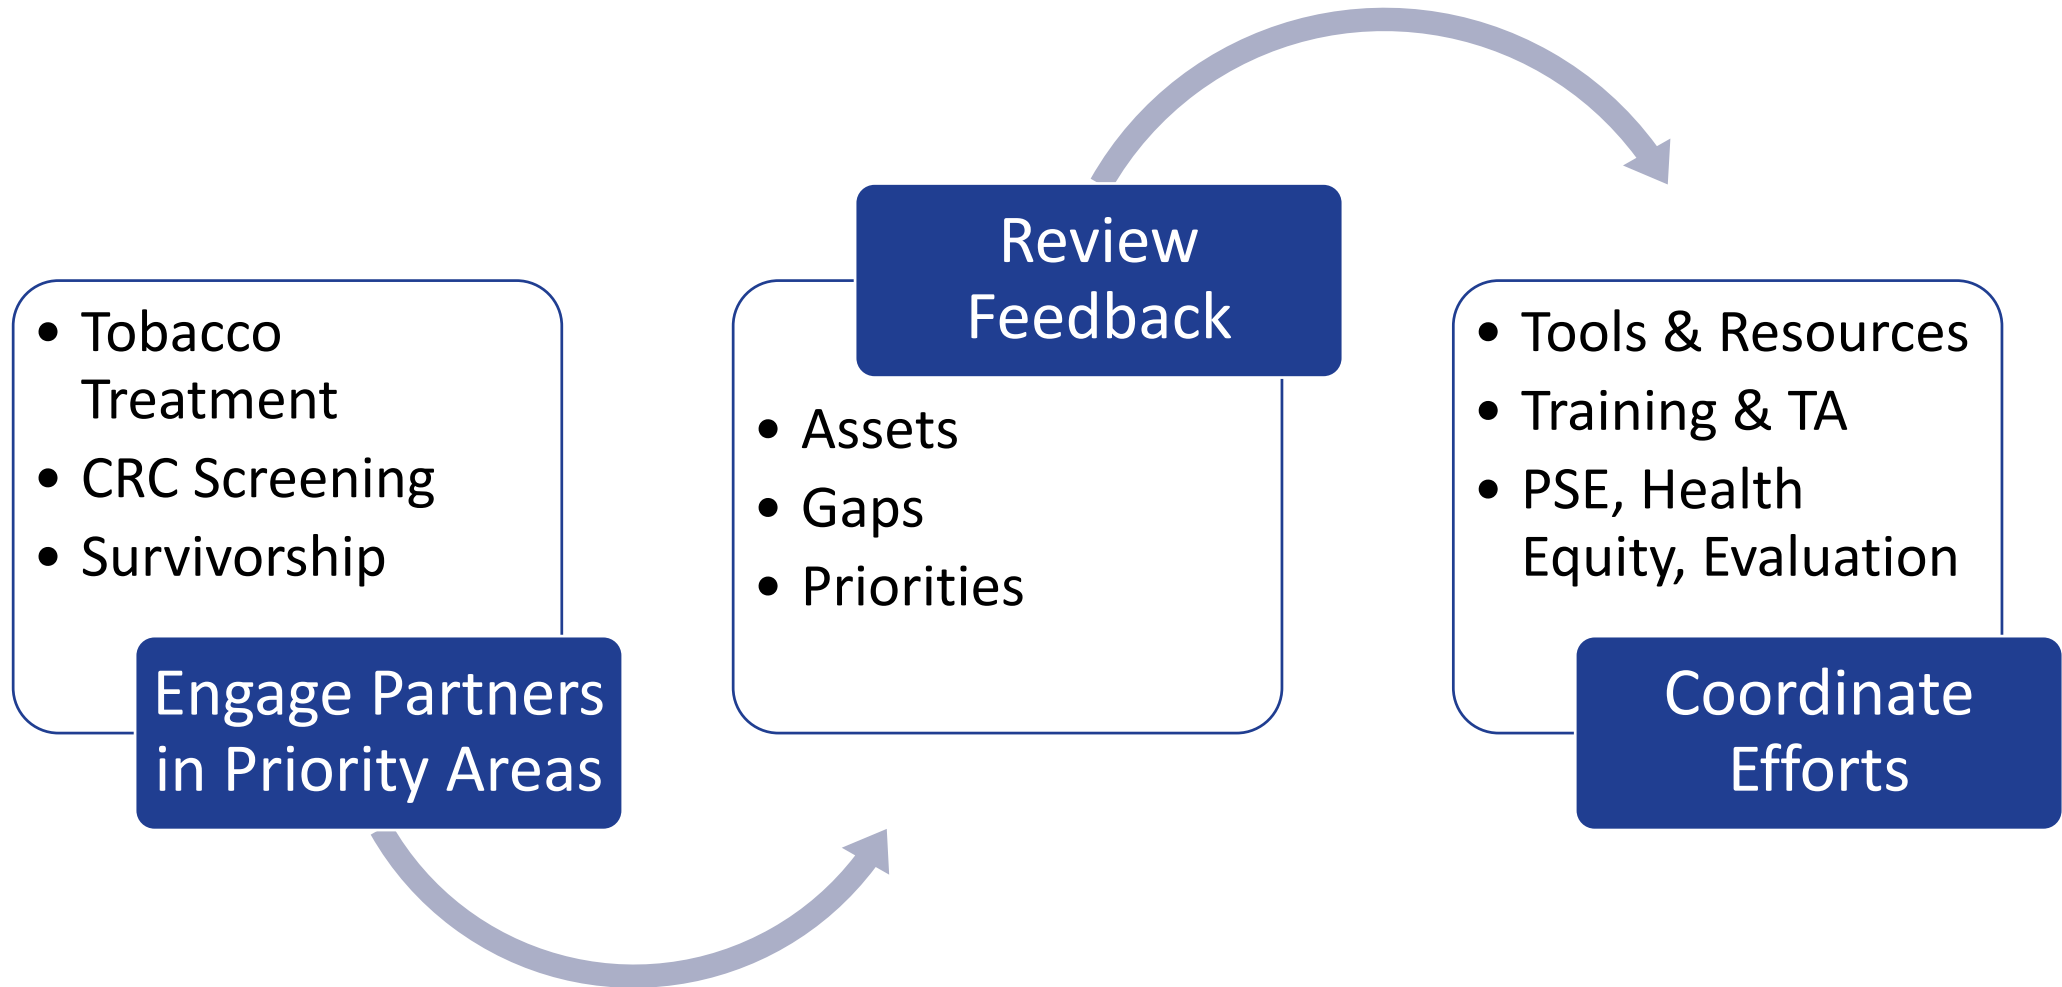 • Tobacco
Treatment
• CRC Screening
• Survivorship
Engage Partners
in Priority Areas
Review
Feedback
• Assets
• Gaps
• Priorities
• Tools & Resources
• Training & TA
• PSE, Health
Equity, Evaluation
Coordinate
Efforts